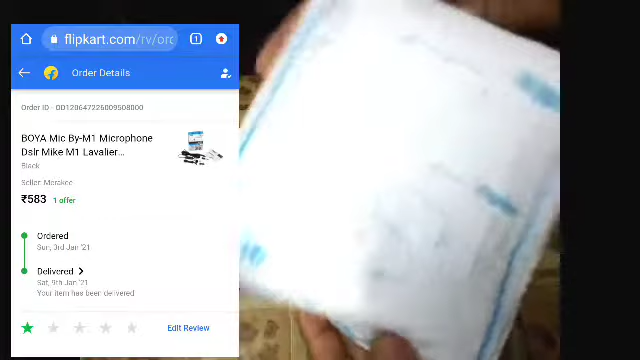 flipkart.com/rv/orc
1
Order Details
Order ID - OD120647226009508000
BOYA Mic By-M1 Microphone
Dslr Mike M1 Lavalier...
Black
Seller: Merakee
₹583 1 offer
Ordered
Sun, 3rd Jan '21
Delivered
Sat, 9th Jan '21
Your item has been delivered
Edit Review